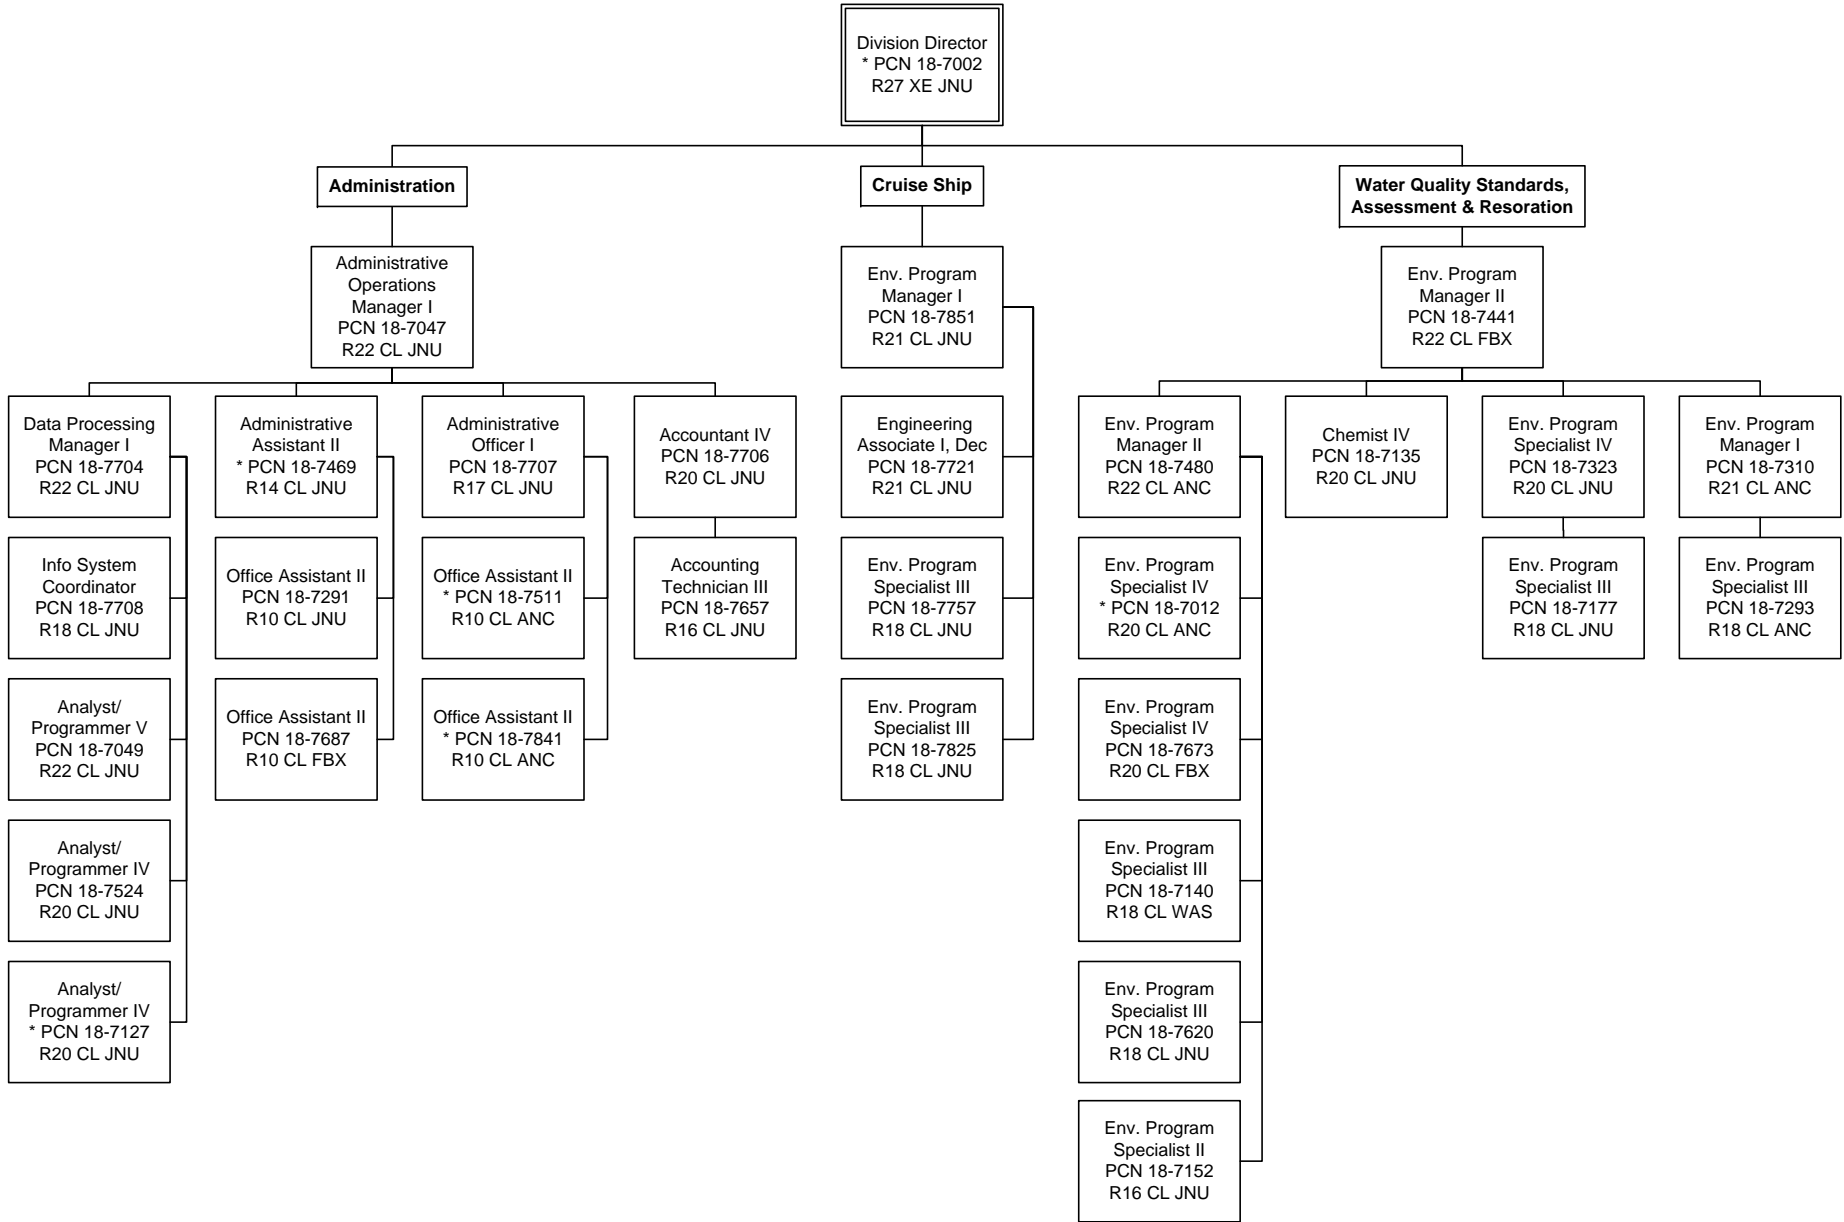 Division Director
* PCN 18-7002
R27 XE JNU
Administration
Administrative
Operations
Manager I
PCN 18-7047
R22 CL JNU
Data Processing
Manager I
PCN 18-7704
R22 CL JNU
Info System
Coordinator
PCN 18-7708
R18 CL JNU
Analyst/
Programmer V
PCN 18-7049
R22 CL JNU
Analyst/
Programmer IV
PCN 18-7524
R20 CL JNU
Analyst/
Programmer IV
* PCN 18-7127
R20 CL JNU
Administrative
Assistant II
* PCN 18-7469
R14 CL JNU
Office Assistant II
PCN 18-7291
R10 CL JNU
Office Assistant II
PCN 18-7687
R10 CL FBX
Administrative
Officer I
PCN 18-7707
R17 CL JNU
Office Assistant II
* PCN 18-7511
R10 CL ANC
Office Assistant II
* PCN 18-7841
R10 CL ANC
Accountant IV
PCN 18-7706
R20 CL JNU
Accounting
Technician III
PCN 18-7657
R16 CL JNU
Cruise Ship
Env. Program
Manager I
PCN 18-7851
R21 CL JNU
Engineering
Associate I, Dec
PCN 18-7721
R21 CL JNU
Env. Program
Specialist III
PCN 18-7757
R18 CL JNU
Env. Program
Specialist III
PCN 18-7825
R18 CL JNU
Water Quality Standards,
Assessment & Resoration
Env. Program
Manager II
PCN 18-7441
R22 CL FBX
Env. Program
Manager II
PCN 18-7480
R22 CL ANC
Env. Program
Specialist IV
* PCN 18-7012
R20 CL ANC
Env. Program
Specialist IV
PCN 18-7673
R20 CL FBX
Env. Program
Specialist III
PCN 18-7140
R18 CL WAS
Env. Program
Specialist III
PCN 18-7620
R18 CL JNU
Env. Program
Specialist II
PCN 18-7152
R16 CL JNU
Chemist IV
PCN 18-7135
R20 CL JNU
Env. Program
Specialist IV
PCN 18-7323
R20 CL JNU
Env. Program
Specialist III
PCN 18-7177
R18 CL JNU
Env. Program
Manager I
PCN 18-7310
R21 CL ANC
Env. Program
Specialist III
PCN 18-7293
R18 CL ANC